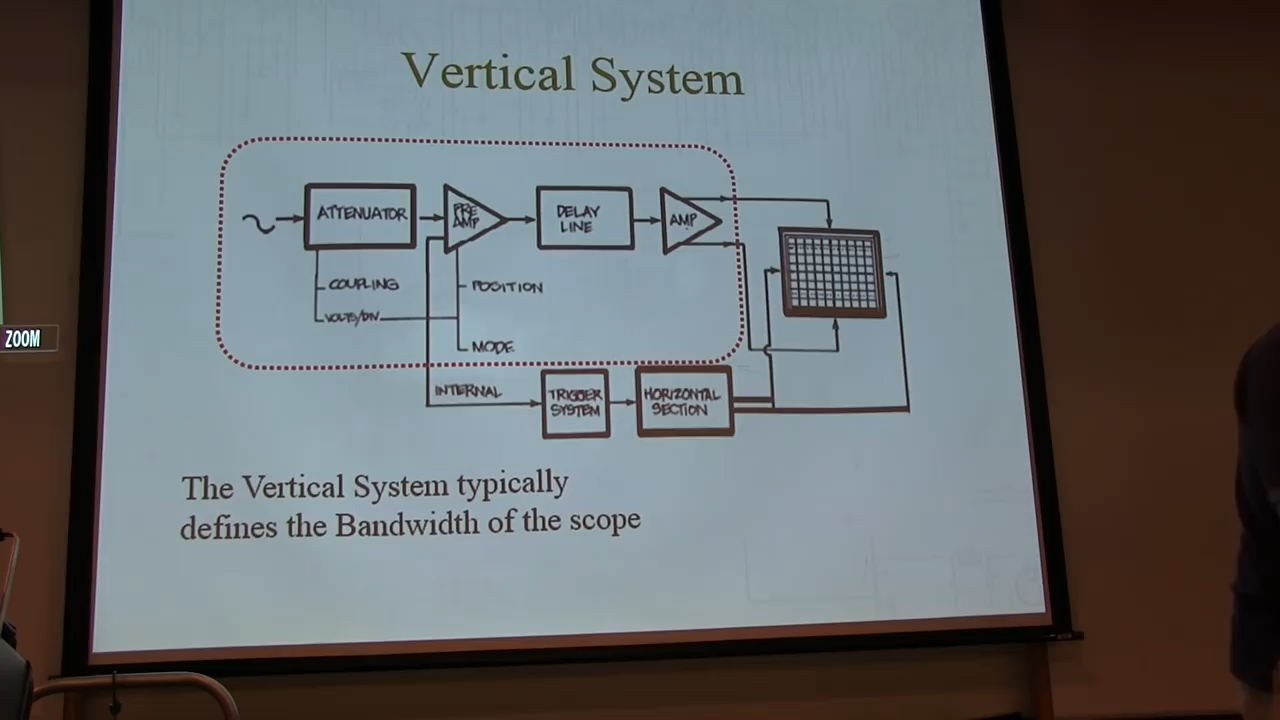 Vertical System
ATTENUATOR
PRE
AMP
DELAY
LINE
AMP
COUPLING
VOLTS/DIV
POSITION
MODE
INTERNAL
TRIGGER
SYSTEM
HORIZONTAL
SECTION
ZOOM
The Vertical System typically
defines the Bandwidth of the scope